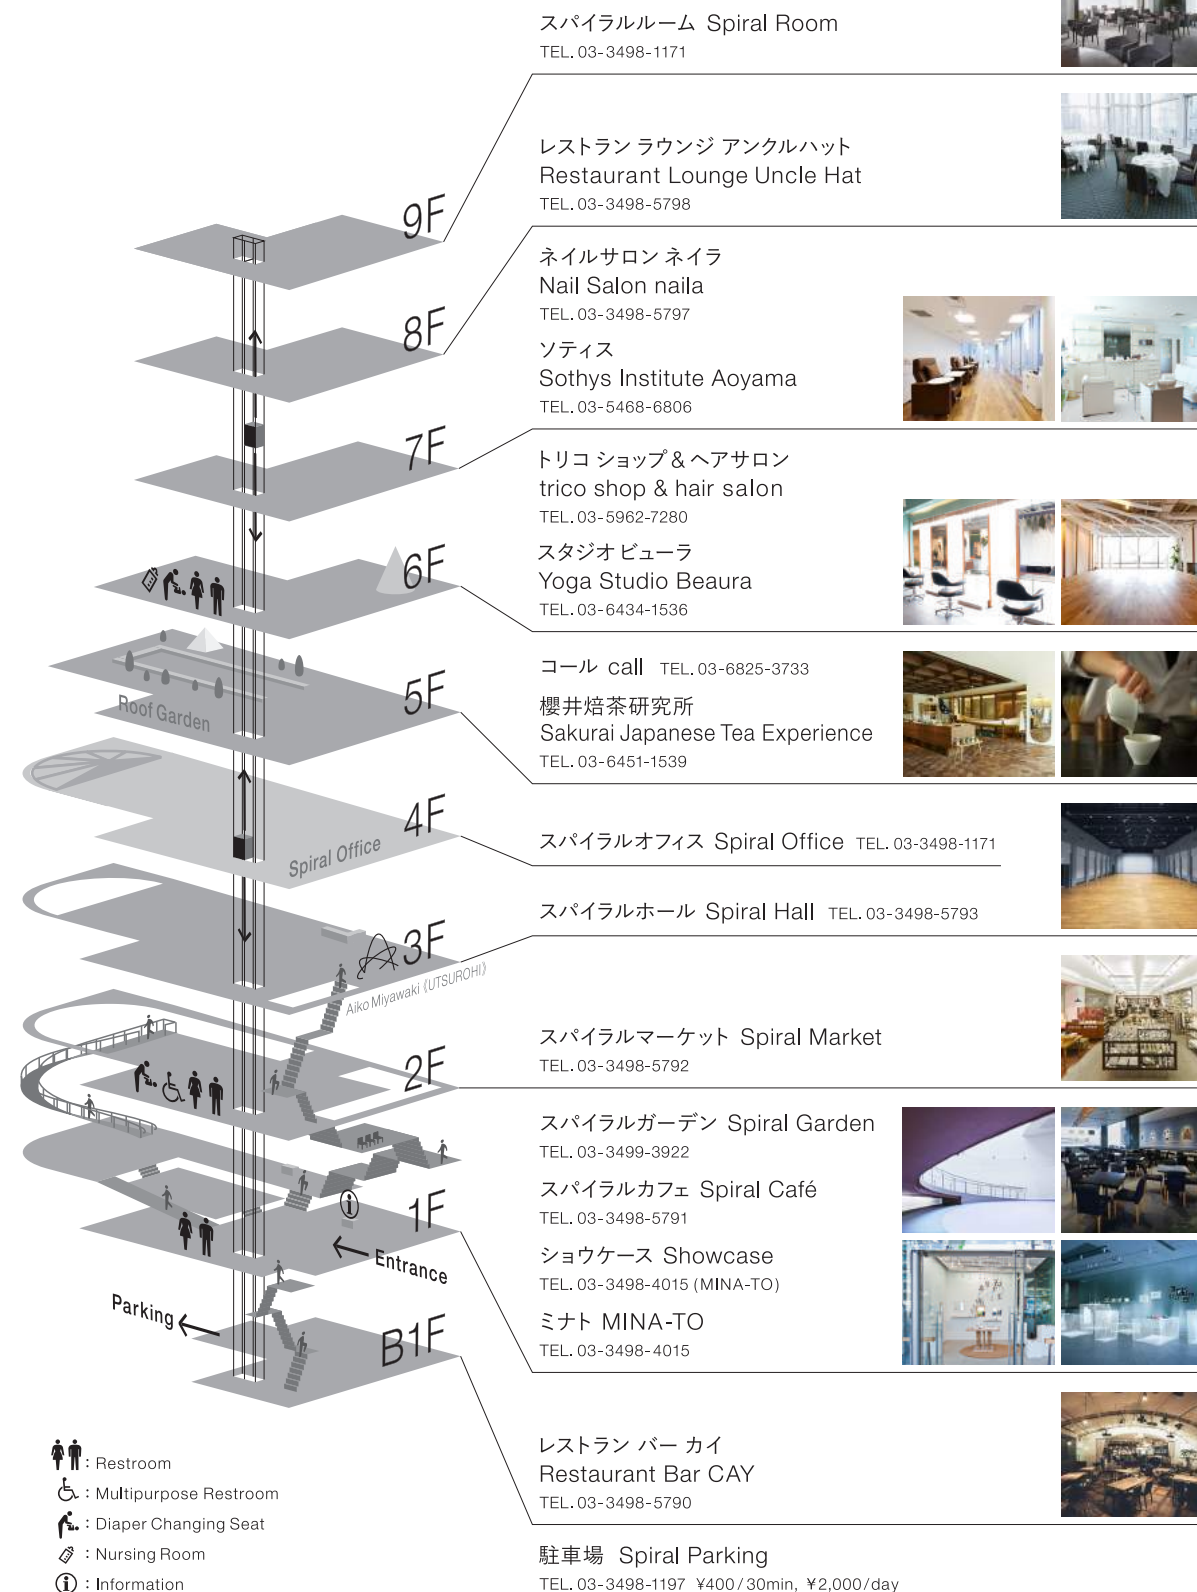 スパイラルルーム Spiral Room
TEL. 03-3498-1171
9F
レストラン ラウンジ アンクルハット
Restaurant Lounge Uncle Hat
TEL. 03-3498-5798
8F
ネイルサロン ネイラ
Nail Salon naila
TEL. 03-3498-5797
ソティス
Sothys Institute Aoyama
TEL. 03-5468-6806
7F
トリコ ショップ & ヘアサロン
trico shop & hair salon
TEL. 03-5962-7280
スタジオ ビューラ
Yoga Studio Beaura
TEL. 03-6434-1536
6F
コール call TEL. 03-6825-3733
櫻井焙茶研究所
Sakurai Japanese Tea Experience
TEL. 03-6451-1539
5F
Roof Garden
スパイラルオフィス Spiral Office TEL. 03-3498-1171
4F
Spiral Office
スパイラルホール Spiral Hall TEL. 03-3498-5793
3F
Aiko Miyawaki《UTSUROHI》
スパイラルマーケット Spiral Market
TEL. 03-3498-5792
2F
スパイラルガーデン Spiral Garden
TEL. 03-3499-3922
スパイラルカフェ Spiral Café
TEL. 03-3498-5791
ショウケース Showcase
TEL. 03-3498-4015 (MINA-TO)
ミナト MINA-TO
TEL. 03-3498-4015
1F
Entrance
Parking
B1F
レストラン バー カイ
Restaurant Bar CAY
TEL. 03-3498-5790
駐車場 Spiral Parking
TEL. 03-3498-1197 ¥400/30min, ¥2,000/day
: Restroom
: Multipurpose Restroom
: Diaper Changing Seat
: Nursing Room
i : Information